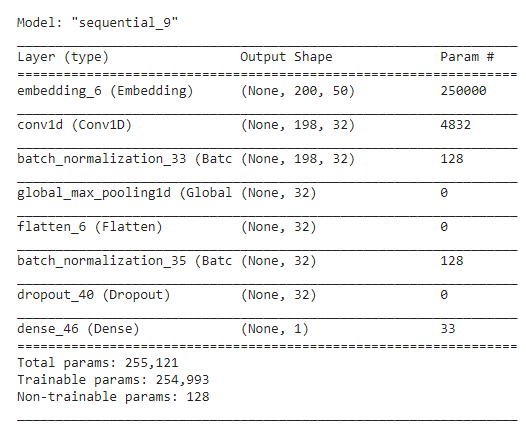 Model: "sequential_9"
_________________________________________________________________
Layer (type)                 Output Shape              Param #
=================================================================
embedding_6 (Embedding)      (None, 200, 50)           250000
_________________________________________________________________
conv1d (Conv1D)              (None, 198, 32)           4832
_________________________________________________________________
batch_normalization_33 (Batc (None, 198, 32)           128
_________________________________________________________________
global_max_pooling1d (Global (None, 32)                0
_________________________________________________________________
flatten_6 (Flatten)          (None, 32)                0
_________________________________________________________________
batch_normalization_35 (Batc (None, 32)                128
_________________________________________________________________
dropout_40 (Dropout)         (None, 32)                0
_________________________________________________________________
dense_46 (Dense)             (None, 1)                 33
=================================================================
Total params: 255,121
Trainable params: 254,993
Non-trainable params: 128
_________________________________________________________________